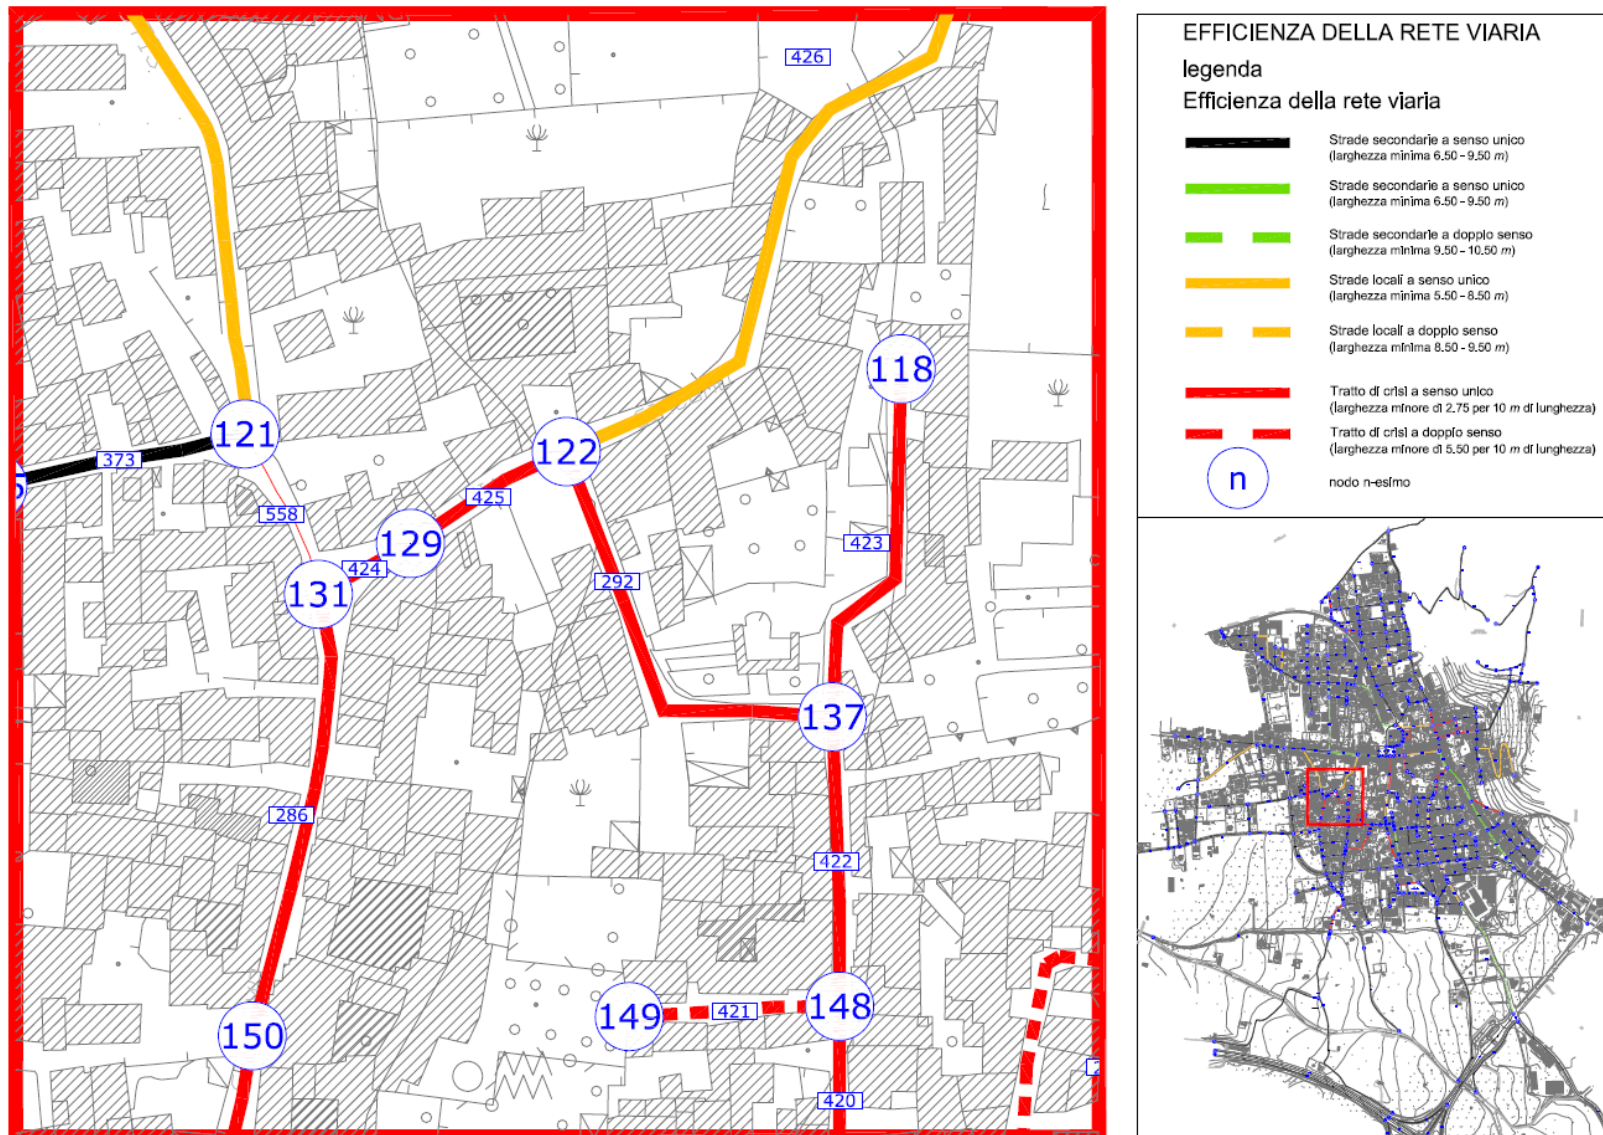 EFFICIENZA DELLA RETE VIARIA
legenda
Efficienza della rete viaria
Strade secondarie a senso unico
(larghezza minima 6.50 - 9.50 m)
Strade secondarie a senso unico
(larghezza minima 6.50 - 9.50 m)
Strade secondarie a doppio senso
(larghezza minima 9.50 - 10.50 m)
Strade locali a senso unico
(larghezza minima 5.50 - 8.50 m)
Strade locali a doppio senso
(larghezza minima 8.50 - 9.50 m)
Tratto di crisi a senso unico
(larghezza minore di 2.75 per 10 m di lunghezza)
Tratto di crisi a doppio senso
(larghezza minore di 5.50 per 10 m di lunghezza)
n
nodo n-esimo
426
118
121
122
373
425
558
129
423
424
292
131
137
286
422
149
421
148
150
420